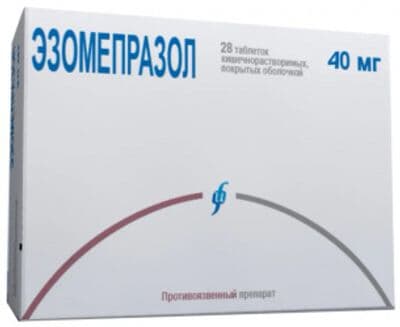 ЭЗОМЕПРАЗОЛ
28 таблеток
кишечнорастворимых,
покрытых оболочкой
40 мг
Противоязвенный препарат